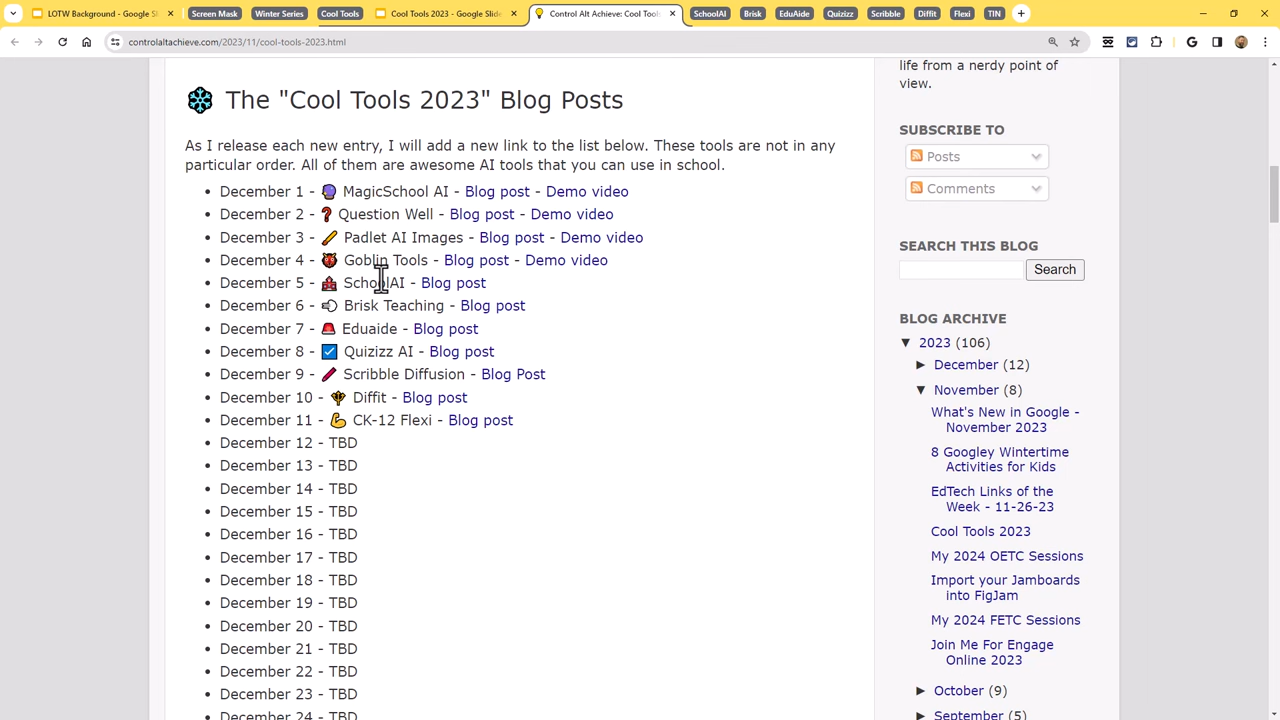 LOTW Background - Google Sl
Screen Mask
Winter Series
Cool Tools
Cool Tools 2023 - Google Slide
Control Alt Achieve: Cool Tools
SchoolAI
Brisk
EduAide
Quizizz
Scribble
Diffit
Flexi
TIN
controlaltachieve.com/2023/11/cool-tools-2023.html
The "Cool Tools 2023" Blog Posts
As I release each new entry, I will add a new link to the list below. These tools are not in any
particular order. All of them are awesome AI tools that you can use in school.
• December 1 - 🔮 MagicSchool AI - Blog post - Demo video
• December 2 - ❓ Question Well - Blog post - Demo video
• December 3 - 🖌️ Padlet AI Images - Blog post - Demo video
• December 4 - 👹 Goblin Tools - Blog post - Demo video
• December 5 - 🏫 SchoolAI - Blog post
• December 6 - 💨 Brisk Teaching - Blog post
• December 7 - 🚨 Eduaide - Blog post
• December 8 - ☑️ Quizizz AI - Blog post
• December 9 - 🖍️ Scribble Diffusion - Blog Post
• December 10 - 🔱 Diffit - Blog post
• December 11 - 💪 CK-12 Flexi - Blog post
• December 12 - TBD
• December 13 - TBD
• December 14 - TBD
• December 15 - TBD
• December 16 - TBD
• December 17 - TBD
• December 18 - TBD
• December 19 - TBD
• December 20 - TBD
• December 21 - TBD
• December 22 - TBD
• December 23 - TBD
• December 24 - TBD
life from a nerdy point of
view.
SUBSCRIBE TO
Posts
Comments
SEARCH THIS BLOG
Search
BLOG ARCHIVE
▼ 2023 (106)
► December (12)
▼ November (8)
What's New in Google -
November 2023
8 Googley Wintertime
Activities for Kids
EdTech Links of the
Week - 11-26-23
Cool Tools 2023
My 2024 OETC Sessions
Import your Jamboards
into FigJam
My 2024 FETC Sessions
Join Me For Engage
Online 2023
► October (9)
► September (5)